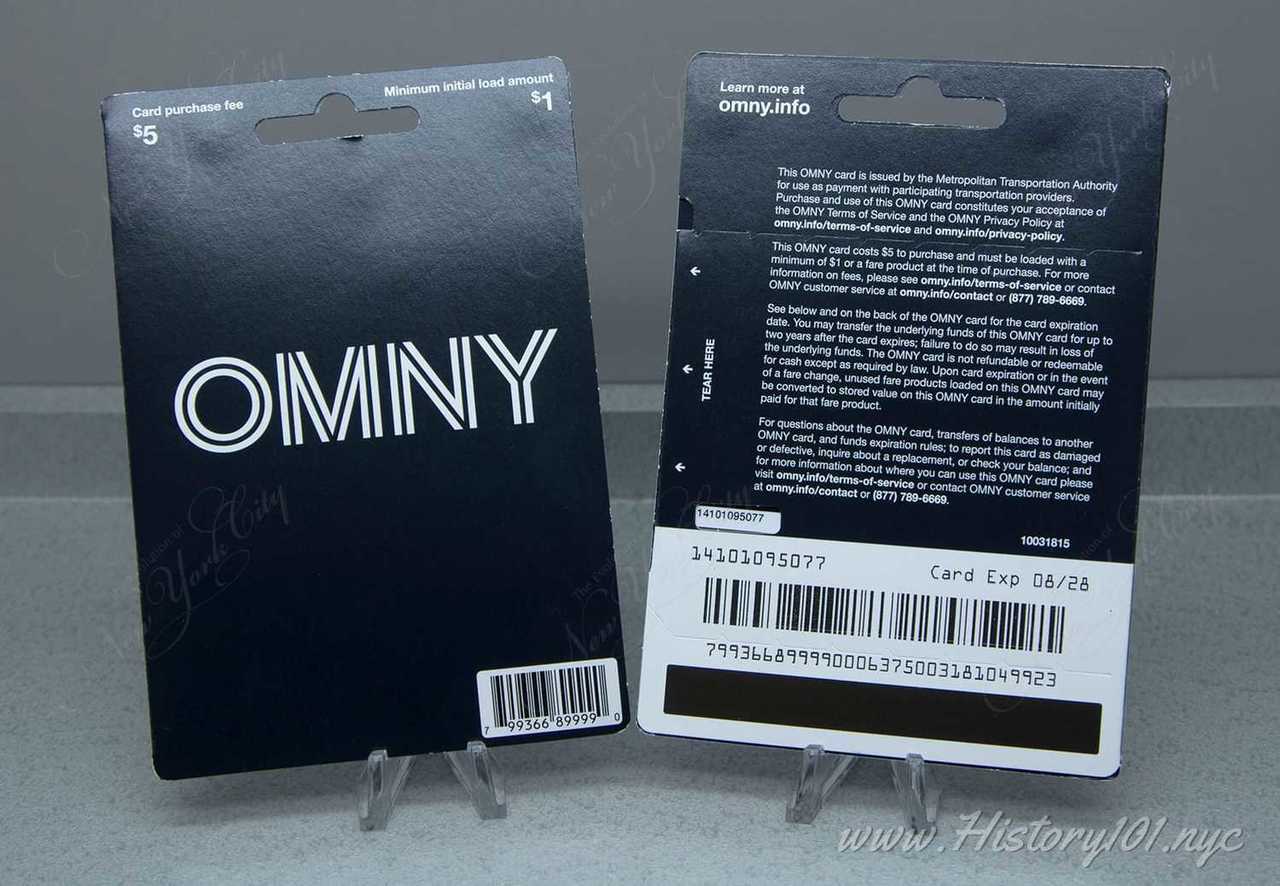 Card purchase fee
$5
Minimum initial load amount
$1
OMNY
7 99366 89999 0
Learn more at
omny.info
This OMNY card is issued by the Metropolitan Transportation Authority
for use as payment with participating transportation providers.
Purchase and use of this OMNY card constitutes your acceptance of
the OMNY Terms of Service and the OMNY Privacy Policy at
omny.info/terms-of-service and omny.info/privacy-policy.
This OMNY card costs $5 to purchase and must be loaded with a
minimum of $1 or a fare product at the time of purchase. For more
information on fees, please see omny.info/terms-of-service or contact
OMNY customer service at omny.info/contact or (877) 789-6669.
See below and on the back of the OMNY card for the card expiration
date. You may transfer the underlying funds of this OMNY card for up to
two years after the card expires; failure to do so may result in loss of
the underlying funds. The OMNY card is not refundable or redeemable
for cash except as required by law. Upon card expiration or in the event
of a fare change, unused fare products loaded on this OMNY card may
be converted to stored value on this OMNY card in the amount initially
paid for that fare product.
For questions about the OMNY card, transfers of balances to another
OMNY card, and funds expiration rules; to report this card as damaged
or defective, inquire about a replacement, or check your balance; and
for more information about where you can use this OMNY card please
visit omny.info/terms-of-service or contact OMNY customer service
at omny.info/contact or (877) 789-6669.
TEAR HERE
14101095077
10031815
14101095077
Card Exp 08/28
799366899990006375003181049923
www.History101.nyc
New York City